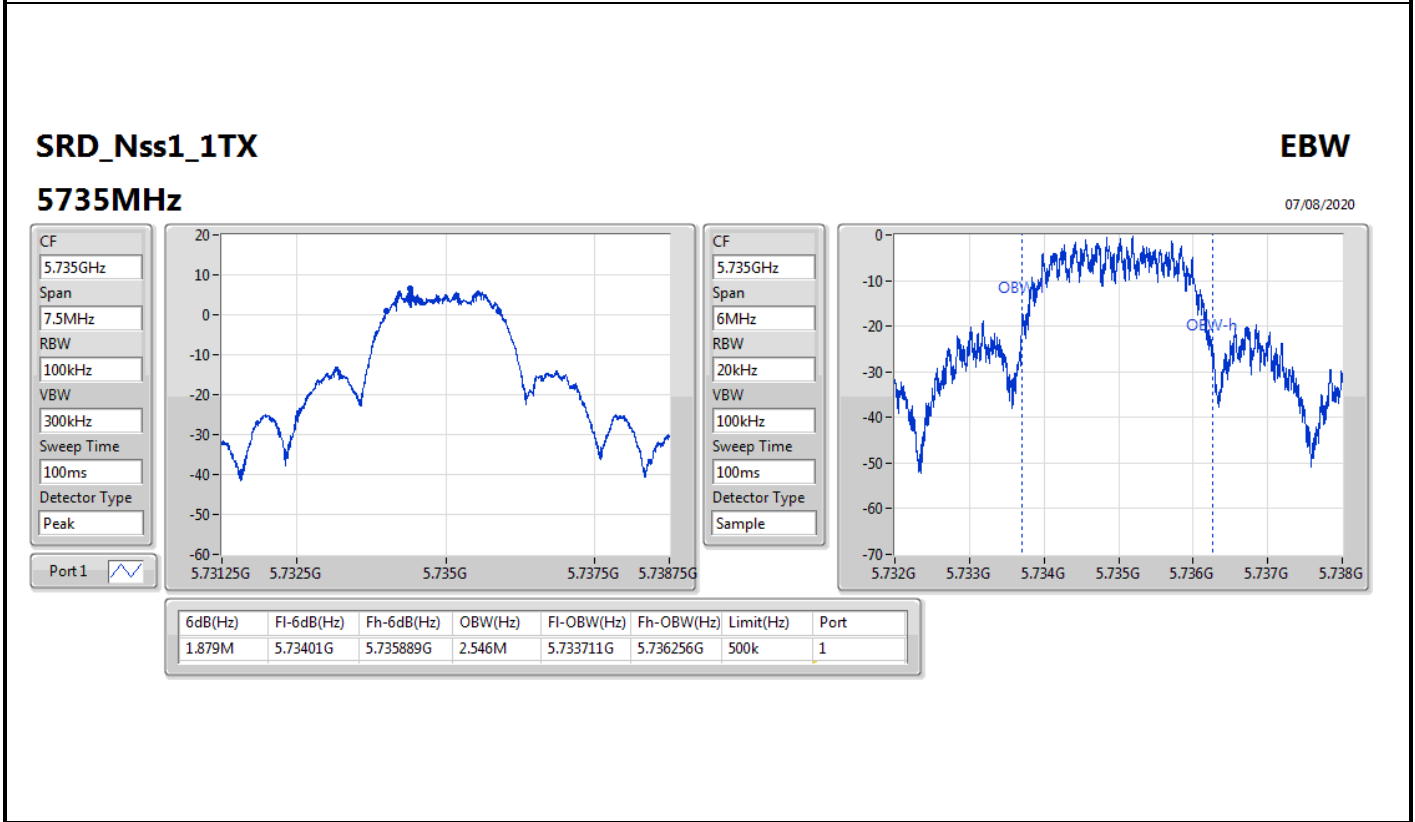 SRD_Nss1_1TX
EBW
5735MHz
07/08/2020
CF
5.735GHz
Span
7.5MHz
RBW
100kHz
VBW
300kHz
Sweep Time
100ms
Detector Type
Peak
Port 1
20
10
0
-10
-20
-30
-40
-50
-60
5.73125G 5.7325G 5.735G 5.7375G 5.73875G
CF
5.735GHz
Span
6MHz
RBW
20kHz
VBW
100kHz
Sweep Time
100ms
Detector Type
Sample
0
-10
-20
-30
-40
-50
-60
-70
OBW-l
OBW-h
5.732G 5.733G 5.734G 5.735G 5.736G 5.737G 5.738G
6dB(Hz) Fl-6dB(Hz) Fh-6dB(Hz) OBW(Hz) Fl-OBW(Hz) Fh-OBW(Hz) Limit(Hz) Port
1.879M 5.73401G 5.735889G 2.546M 5.733711G 5.736256G 500k 1